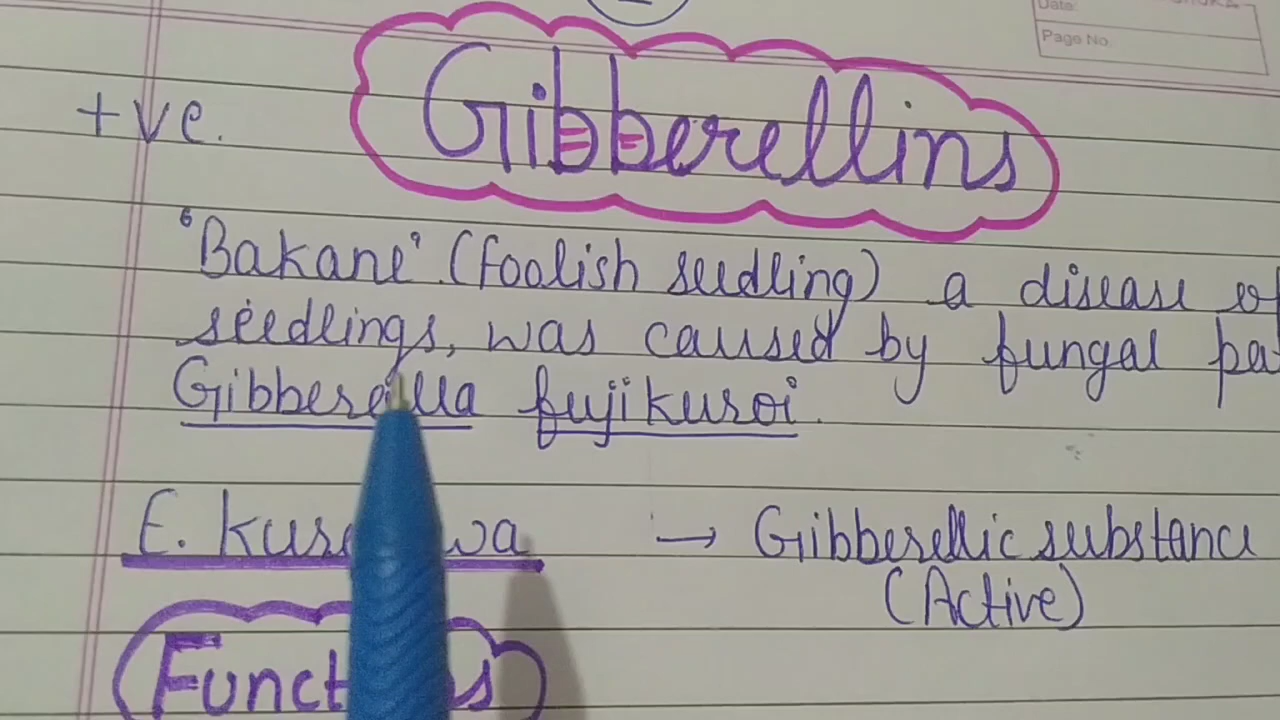 Date:
Page No.
Gibberellins
+ve.
'Bakane' (foolish seedling) a disease of
seedlings, was caused by fungal
Gibberella fujikuroi.
E. → Gibberellic substance
(Active)